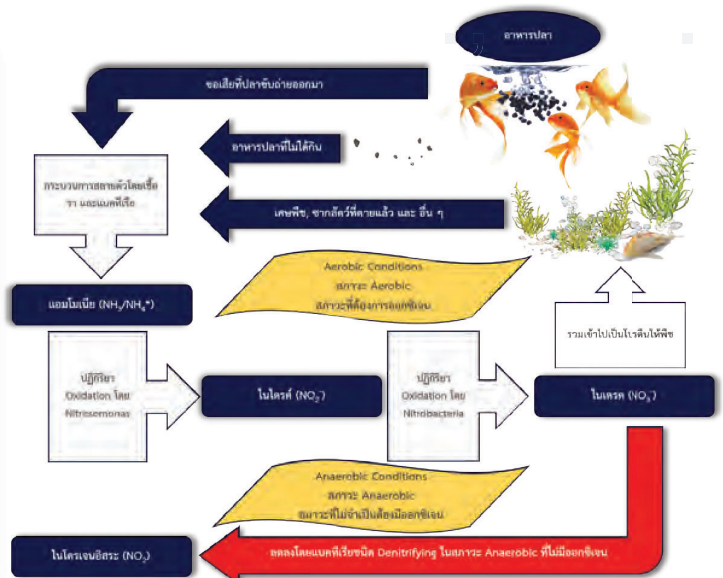 อาหารปลา
ของเสียที่ปลาขับถ่ายออกมา
อาหารปลาที่ไม่ได้กิน
กระบวนการสลายตัวโดยเชื้อ
รา และแบคทีเรีย
เศษพืช, ซากสัตว์ที่ตายแล้ว และ อื่น ๆ
Aerobic Conditions
สภาวะ Aerobic
สภาวะที่ต้องการออกซิเจน
แอมโมเนีย (NH₃/NH₄⁺)
รวมเข้าไปเป็นโปรตีนให้พืช
ปฏิกิริยา
Oxidation โดย
Nitrosomonas
ไนไตรต์ (NO₂⁻)
ปฏิกิริยา
Oxidation โดย
Nitrobacteria
ไนเตรต (NO₃⁻)
Anaerobic Conditions
สภาวะ Anaerobic
สภาวะที่ไม่จำเป็นต้องมีออกซิเจน
ไนโตรเจนอิสระ (NO₂)
ลดลงโดยแบคทีเรียชนิด Denitrifying ในสภาวะ Anaerobic ที่ไม่มีออกซิเจน